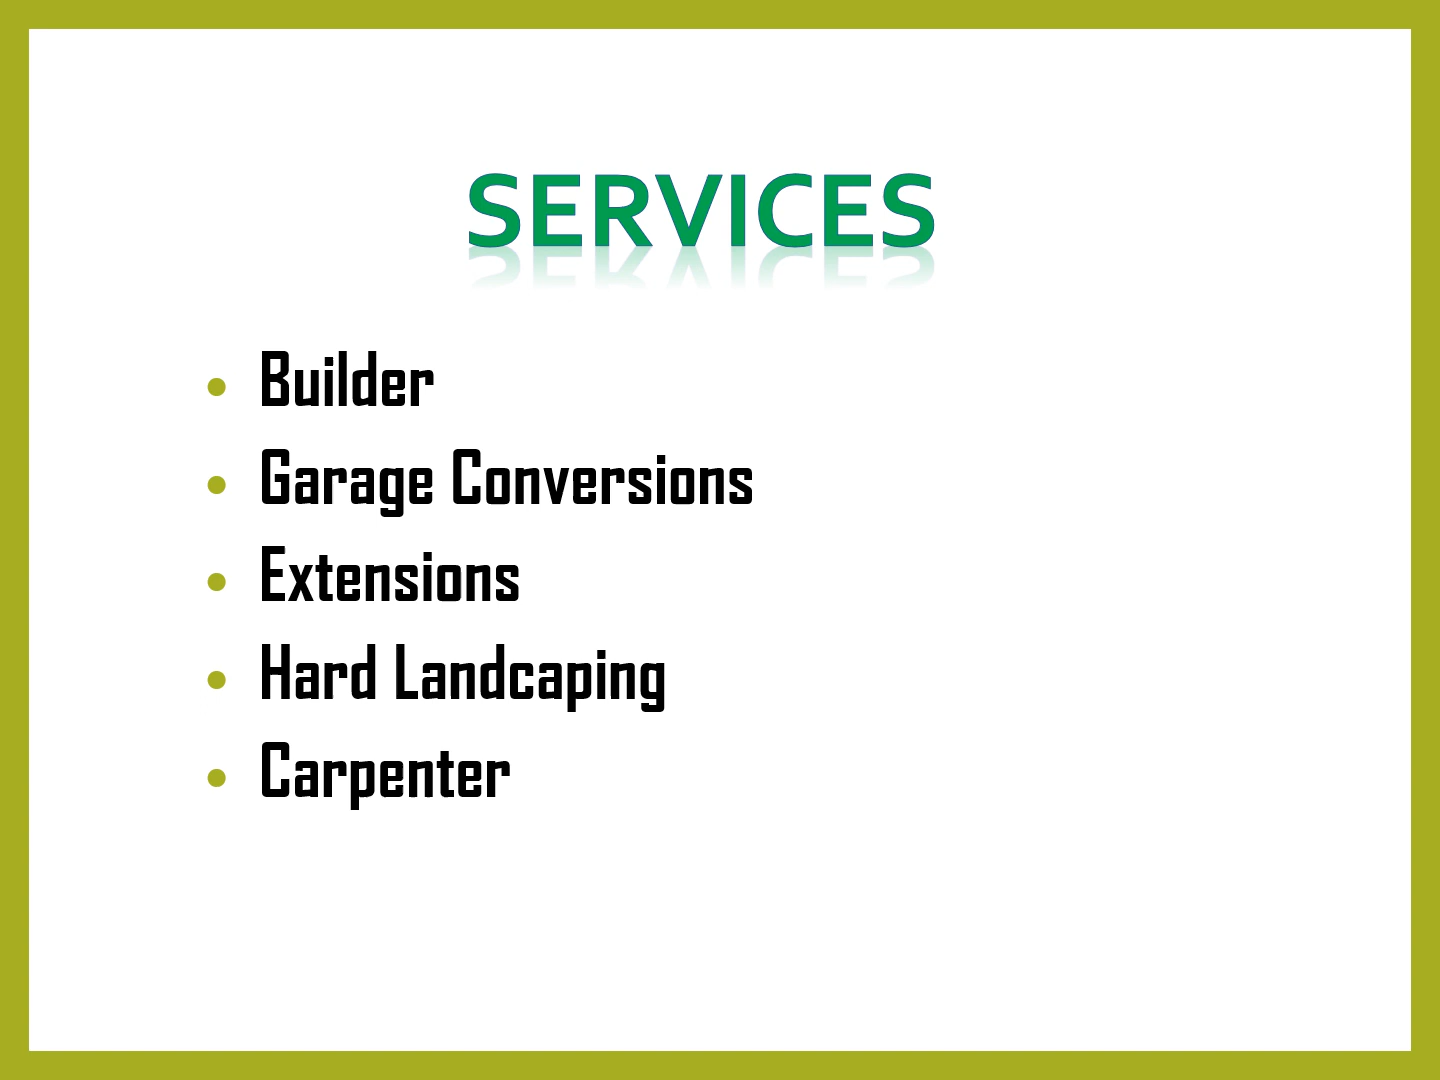 SERVICES
• Builder
• Garage Conversions
• Extensions
• Hard Landcaping
• Carpenter